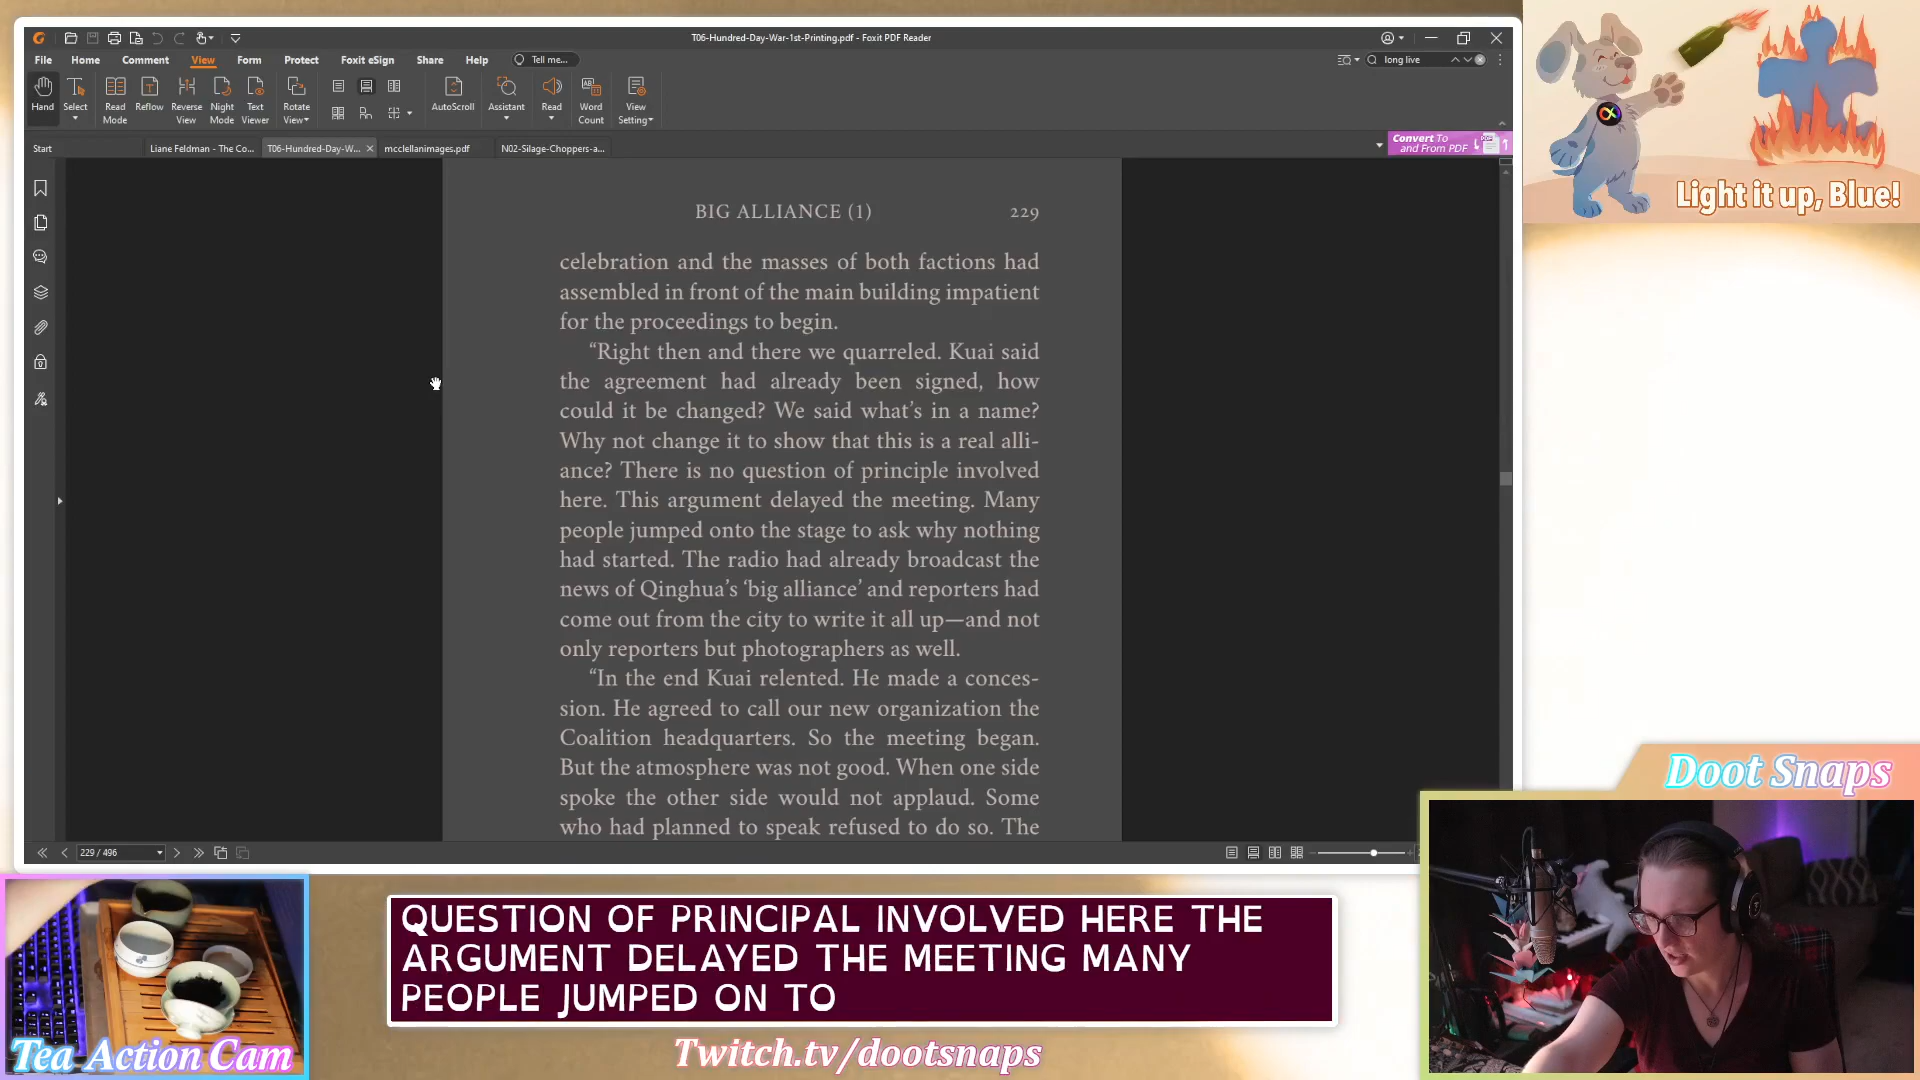 T06-Hundred-Day-War-1st-Printing.pdf - Foxit PDF Reader
File Home Comment View Form Protect Foxit eSign Share Help Tell me... long live
Hand Select Read Mode Reflow Reverse View Night Mode Text Viewer Rotate View AutoScroll Assistant Read Word Count View Setting
Start Liane Feldman - The Co... T06-Hundred-Day-W... mcclellanimages.pdf N02-Silage-Choppers-a...
Convert To
and From PDF
BIG ALLIANCE (1) 229
celebration and the masses of both factions had
assembled in front of the main building impatient
for the proceedings to begin.
“Right then and there we quarreled. Kuai said
the agreement had already been signed, how
could it be changed? We said what’s in a name?
Why not change it to show that this is a real alli-
ance? There is no question of principle involved
here. This argument delayed the meeting. Many
people jumped onto the stage to ask why nothing
had started. The radio had already broadcast the
news of Qinghua’s ‘big alliance’ and reporters had
come out from the city to write it all up—and not
only reporters but photographers as well.
“In the end Kuai relented. He made a conces-
sion. He agreed to call our new organization the
Coalition headquarters. So the meeting began.
But the atmosphere was not good. When one side
spoke the other side would not applaud. Some
who had planned to speak refused to do so. The
229 / 496
Light it up, Blue!
Doot Snaps
QUESTION OF PRINCIPAL INVOLVED HERE THE
ARGUMENT DELAYED THE MEETING MANY
PEOPLE JUMPED ON TO
Tea Action Cam
Twitch.tv/dootsnaps